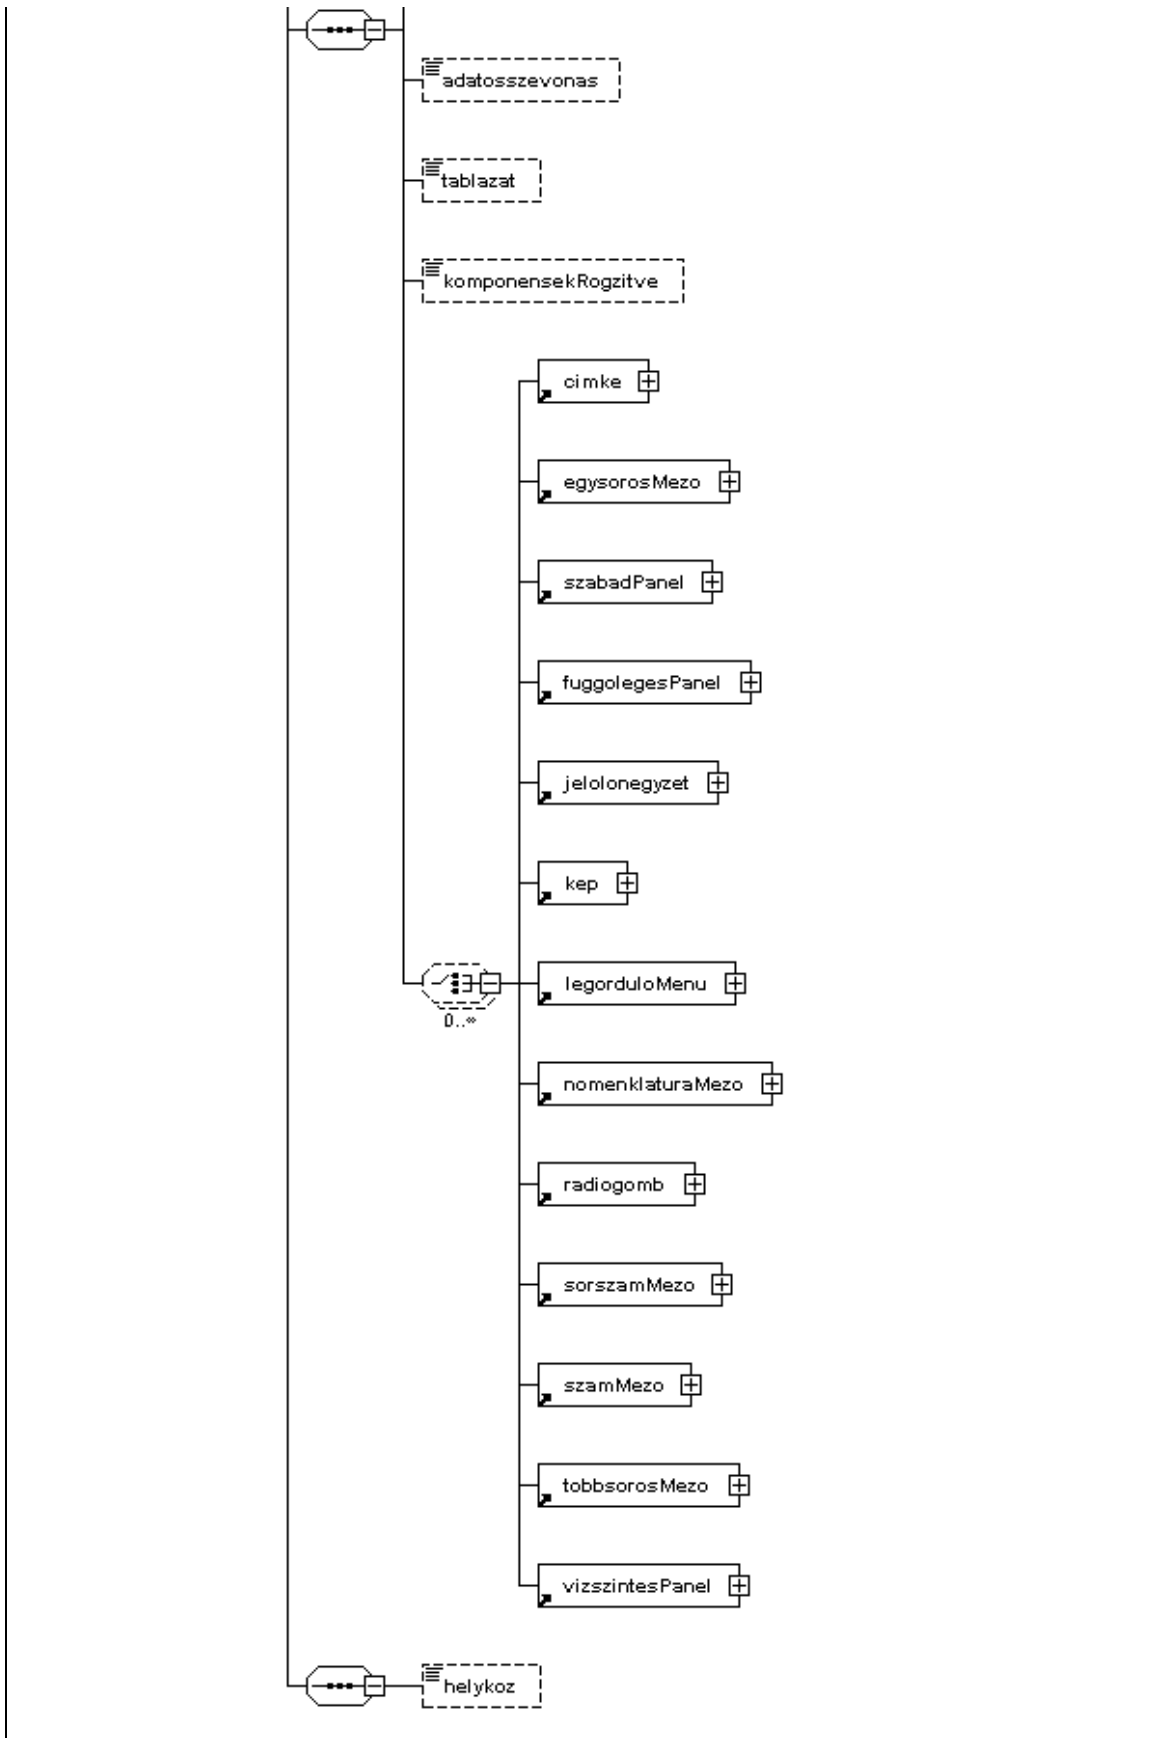 adatosszevonas
tablazat
komponensekRogzitve
cimke
egysorosMezo
szabadPanel
fuggolegesPanel
jelolonegyzet
kep
legorduloMenu
0..∞
nomenklaturaMezo
radiogomb
sorszamMezo
szamMezo
tobbsorosMezo
vizszintesPanel
helykoz